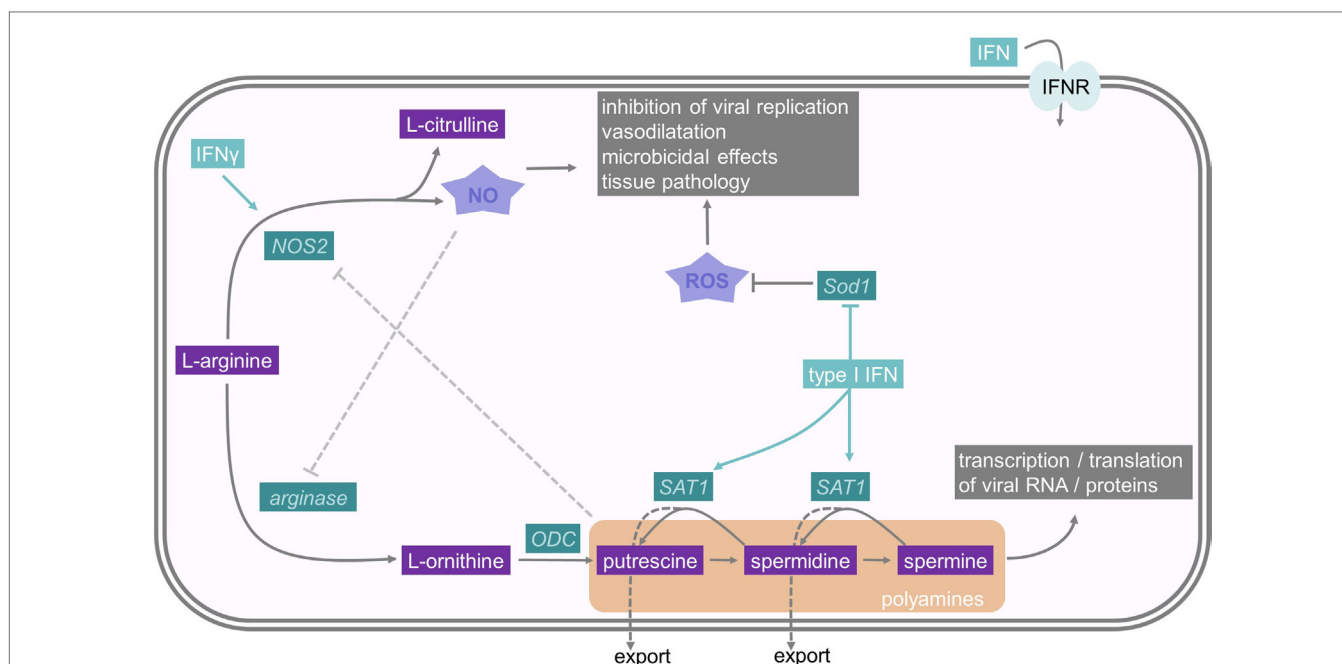 IFN
IFNR
L-citrulline
inhibition of viral replication
vasodilatation
microbicidal effects
tissue pathology
IFNγ
NO
NOS2
ROS
Sod1
L-arginine
type I IFN
transcription / translation
of viral RNA / proteins
arginase
SAT1
SAT1
ODC
L-ornithine
putrescine
spermidine
spermine
polyamines
export
export